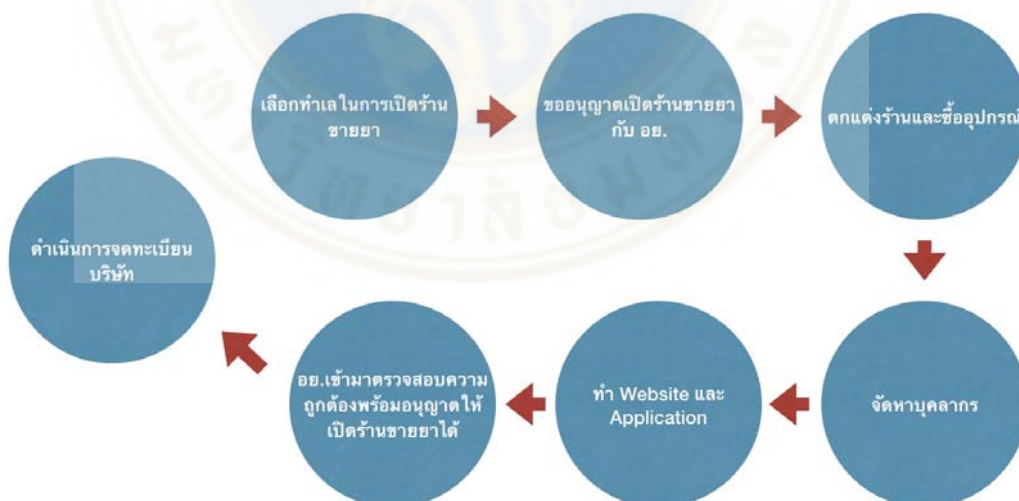 เลือกทำเลในการเปิดร้าน
ขายยา
ขออนุญาตเปิดร้านขายยา
กับ อย.
ตกแต่งร้านและซื้ออุปกรณ์
จัดหาบุคลากร
ทำ Website และ
Application
อย.เข้ามาตรวจสอบความ
ถูกต้องพร้อมอนุญาตให้
เปิดร้านขายยาได้
ดำเนินการจดทะเบียน
บริษัท